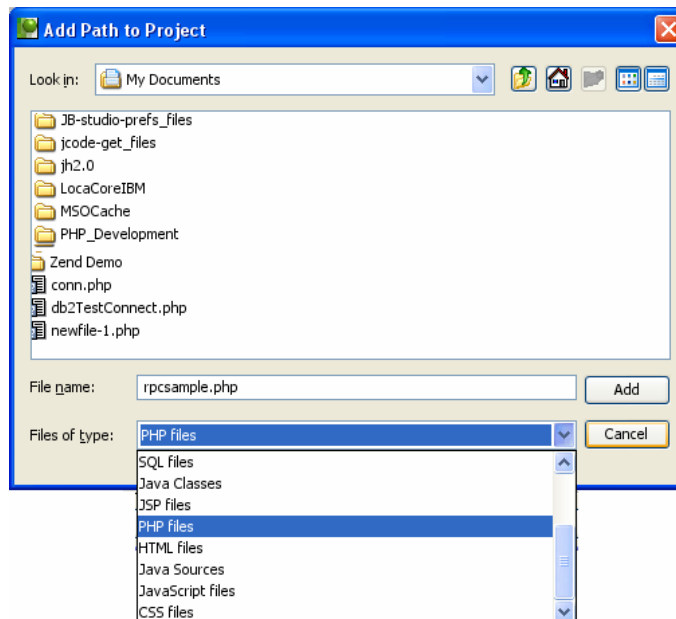 Add Path to Project
Look in: My Documents
JB-studio-prefs_files
jcode-get_files
jh2.0
LocaCoreIBM
MSOCache
PHP_Development
Zend Demo
conn.php
db2TestConnect.php
newfile-1.php
File name: rpcsample.php Add
Files of type: PHP files Cancel
SQL files
Java Classes
JSP files
PHP files
HTML files
Java Sources
JavaScript files
CSS files